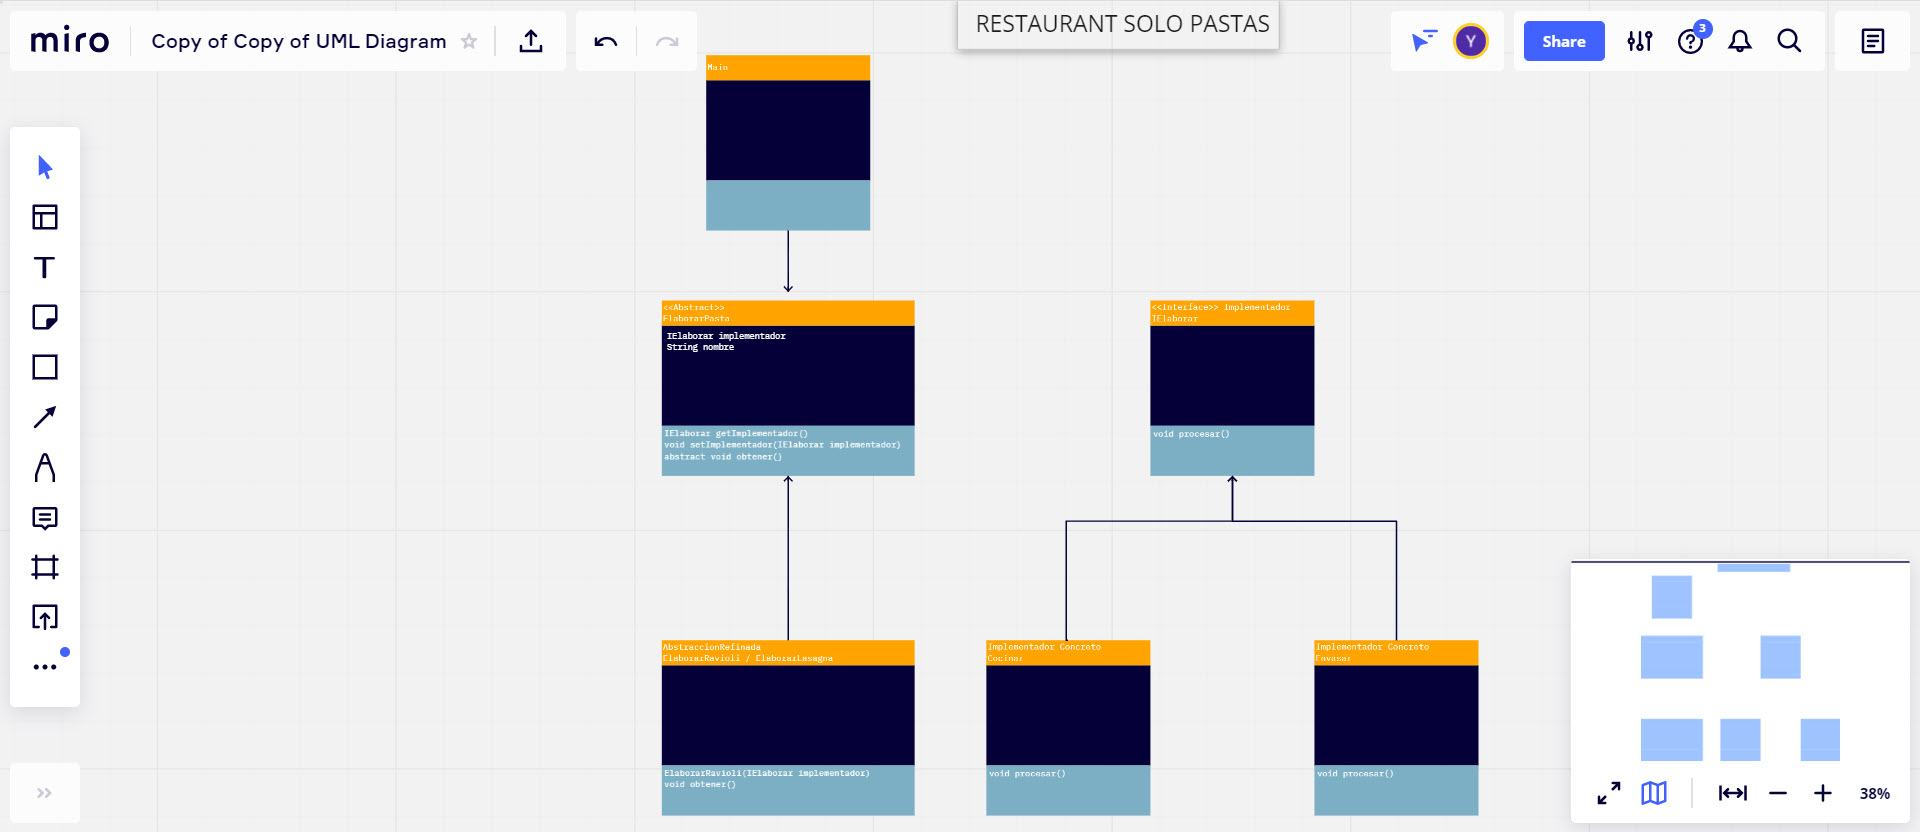 miro
Copy of Copy of UML Diagram
RESTAURANT SOLO PASTAS
Y
Share
3
Main
<<Abstract>>
ElaborarPasta
IElaborar implementador
String nombre
IElaborar getImplementador()
void setImplementador(IElaborar implementador)
abstract void obtener()
<<Interface>> Implementador
IElaborar
void procesar()
AbstraccionRefinada
ElaborarRavioli / ElaborarLasagna
ElaborarRavioli(IElaborar implementador)
void obtener()
Implementador Concreto
Cocinar
void procesar()
Implementador Concreto
Envasar
void procesar()
38%